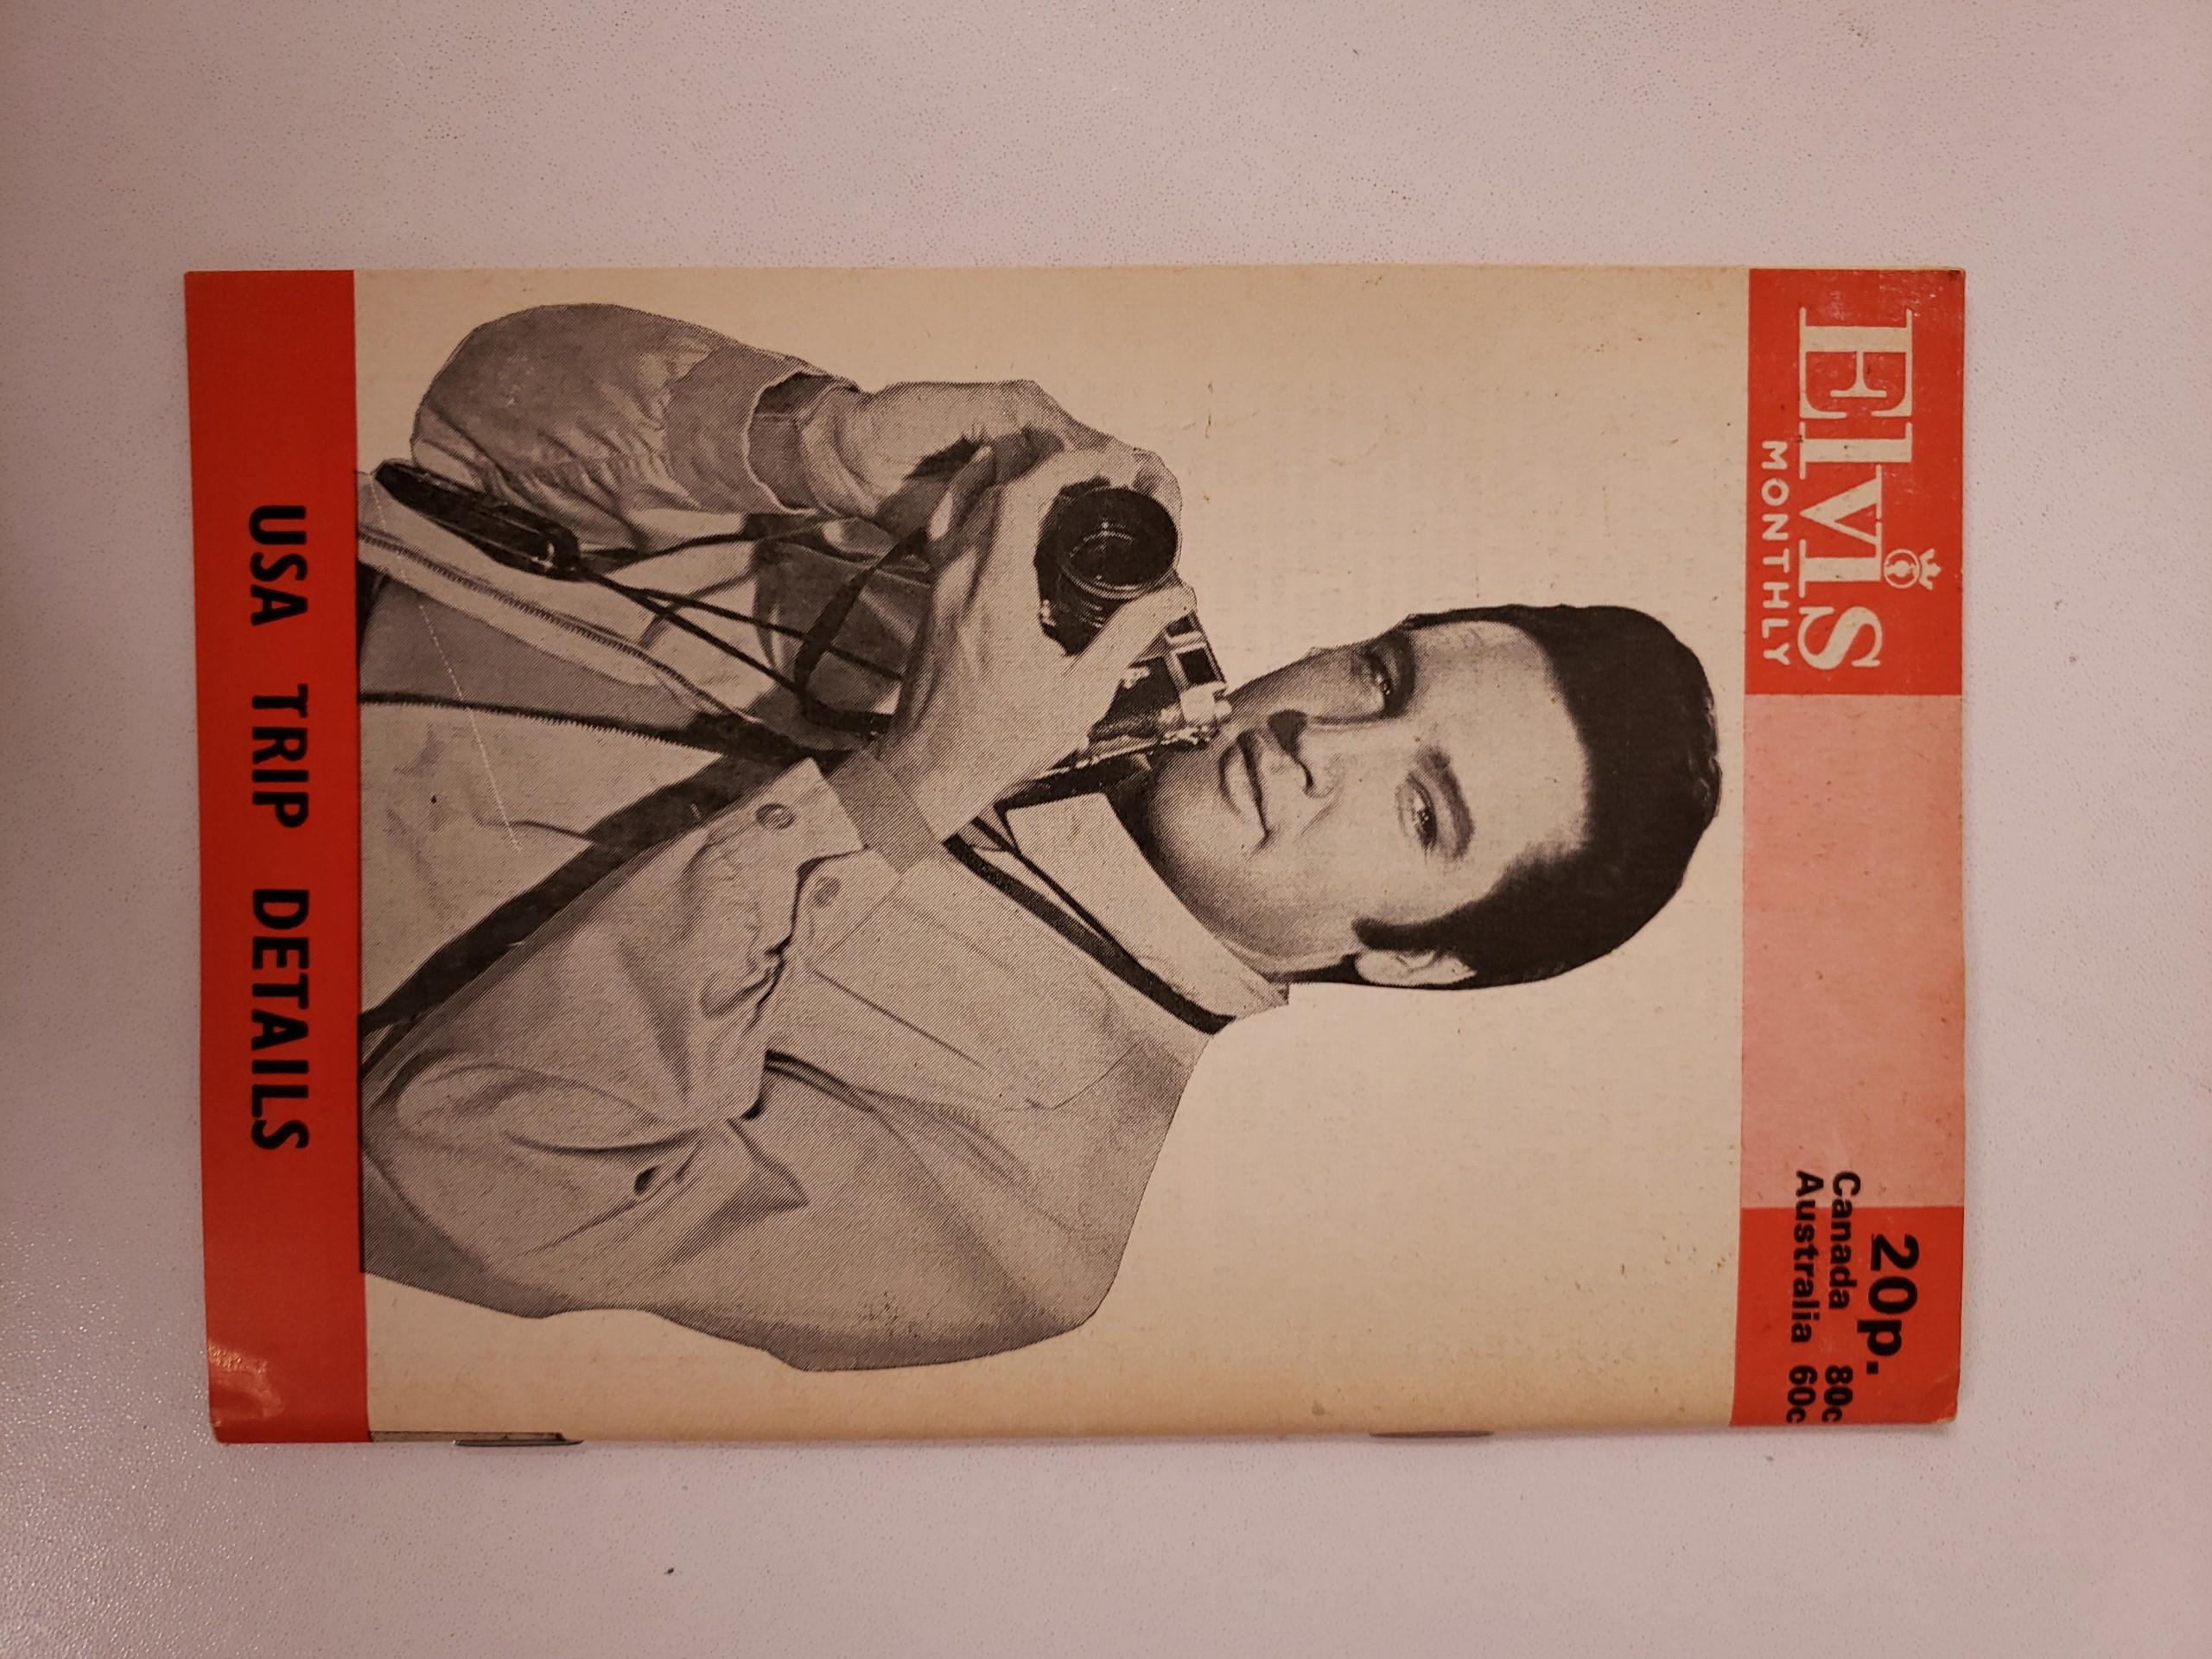 ElVIS
MONTHLY
20p.
Canada 80c
Australia 60c
USA TRIP DETAILS